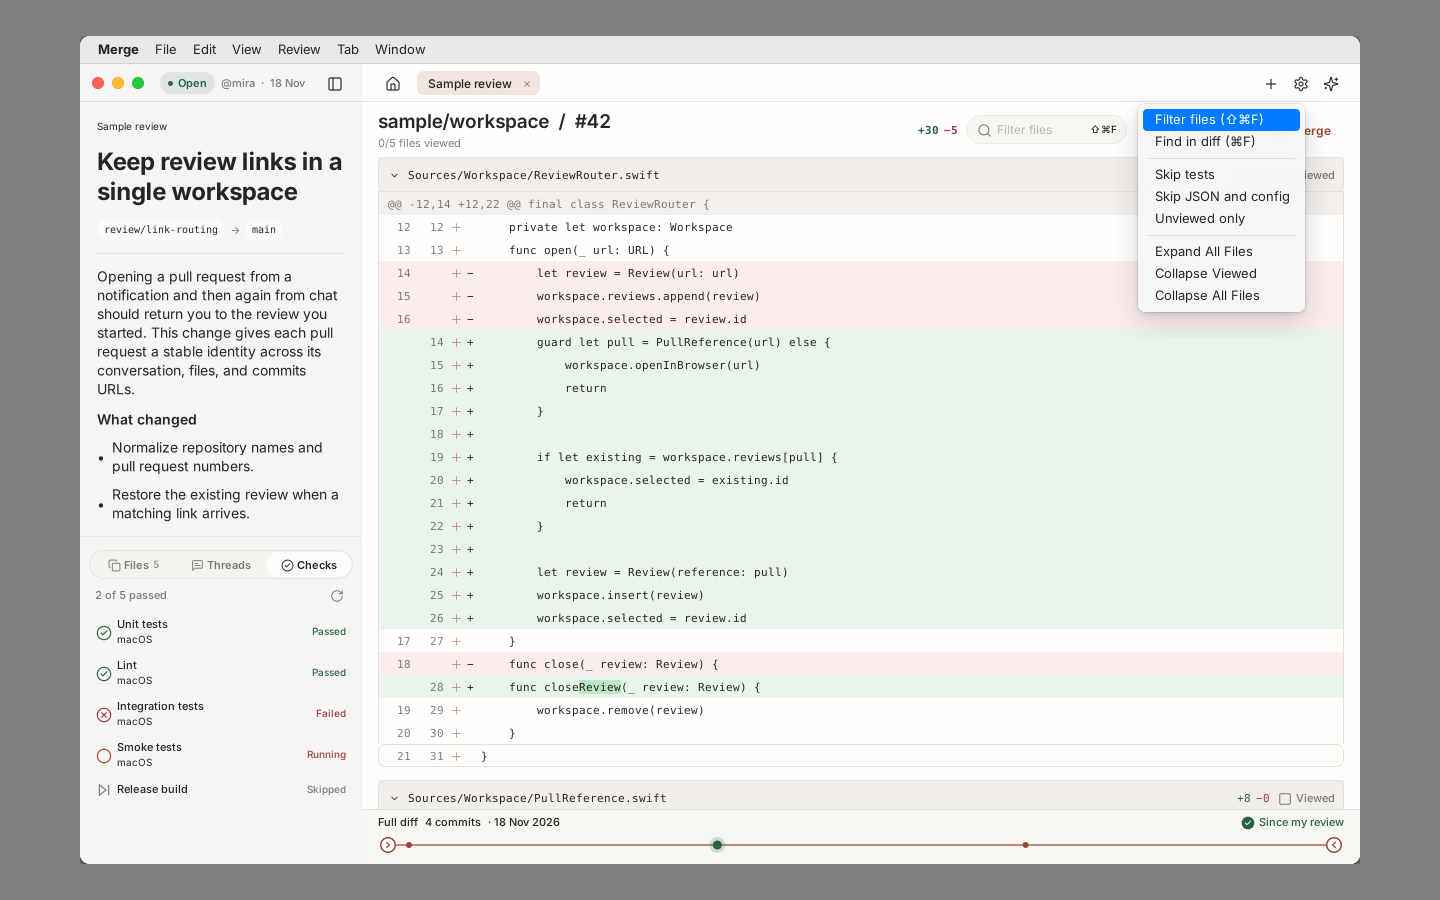 Merge File Edit View Review Tab Window
Open @mira · 18 Nov
Sample review ×
Sample review
Keep review links in a
single workspace
review/link-routing → main
Opening a pull request from a
notification and then again from chat
should return you to the review you
started. This change gives each pull
request a stable identity across its
conversation, files, and commits
URLs.
What changed
• Normalize repository names and
pull request numbers.
• Restore the existing review when a
matching link arrives.
Files 5 Threads Checks
2 of 5 passed
Unit tests
macOS
Passed
Lint
macOS
Passed
Integration tests
macOS
Failed
Smoke tests
macOS
Running
Release build Skipped
sample/workspace / #42
0/5 files viewed
+30 −5 Filter files ⇧⌘F
Filter files (⇧⌘F)
Find in diff (⌘F)
Skip tests
Skip JSON and config
Unviewed only
Expand All Files
Collapse Viewed
Collapse All Files
Sources/Workspace/ReviewRouter.swift
@@ -12,14 +12,22 @@ final class ReviewRouter {
12 12 + private let workspace: Workspace
13 13 + func open(_ url: URL) {
14 + − let review = Review(url: url)
15 + − workspace.reviews.append(review)
16 + − workspace.selected = review.id
14 + + guard let pull = PullReference(url) else {
15 + + workspace.openInBrowser(url)
16 + + return
17 + + }
18 + +
19 + + if let existing = workspace.reviews[pull] {
20 + + workspace.selected = existing.id
21 + + return
22 + + }
23 + +
24 + + let review = Review(reference: pull)
25 + + workspace.insert(review)
26 + + workspace.selected = review.id
17 27 + }
18 + − func close(_ review: Review) {
28 + + func closeReview(_ review: Review) {
19 29 + workspace.remove(review)
20 30 + }
21 31 + }
Sources/Workspace/PullReference.swift +8 −0 Viewed
Full diff 4 commits · 18 Nov 2026 Since my review